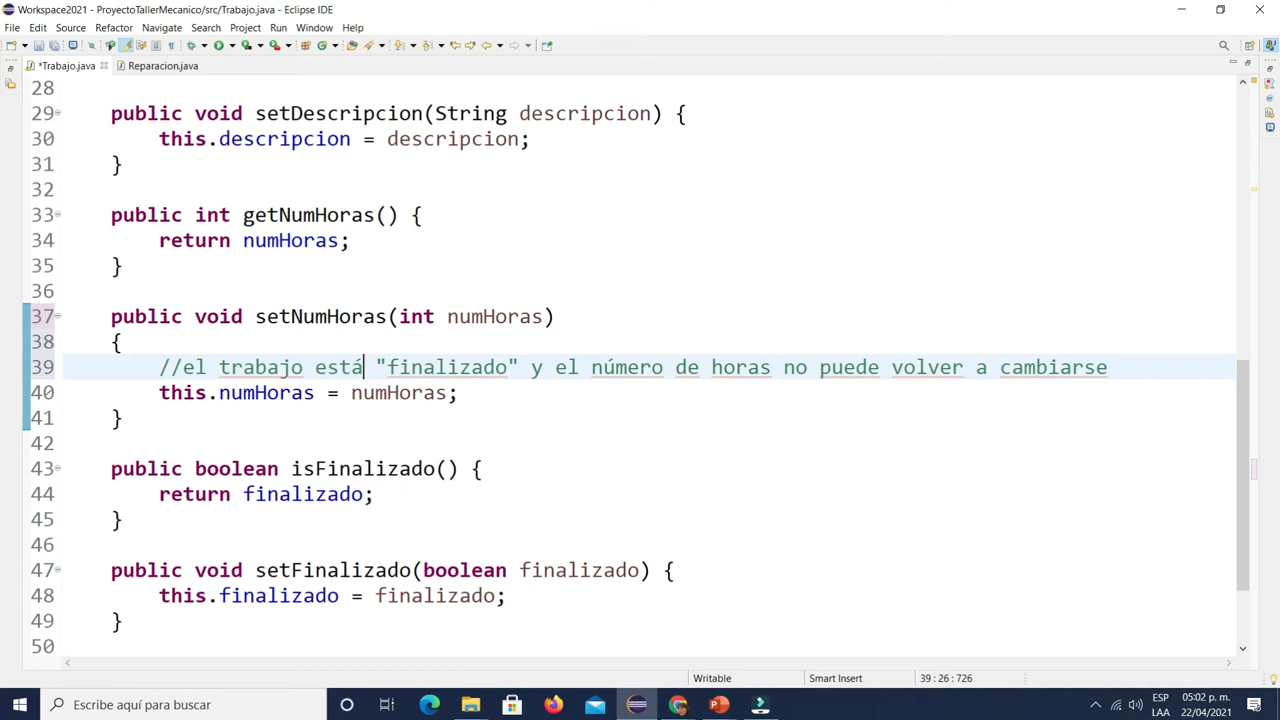 Workspace2021 - ProyectoTallerMecanico/src/Trabajo.java - Eclipse IDE
File Edit Source Refactor Navigate Search Project Run Window Help
*Trabajo.java Reparacion.java
28
29 public void setDescripcion(String descripcion) {
30 this.descripcion = descripcion;
31 }
32
33 public int getNumHoras() {
34 return numHoras;
35 }
36
37 public void setNumHoras(int numHoras)
38 {
39 //el trabajo está "finalizado" y el número de horas no puede volver a cambiarse
40 this.numHoras = numHoras;
41 }
42
43 public boolean isFinalizado() {
44 return finalizado;
45 }
46
47 public void setFinalizado(boolean finalizado) {
48 this.finalizado = finalizado;
49 }
50
Writable Smart Insert 39 : 26 : 726
Escribe aquí para buscar
ESP 05:02 p. m.
LAA 22/04/2021